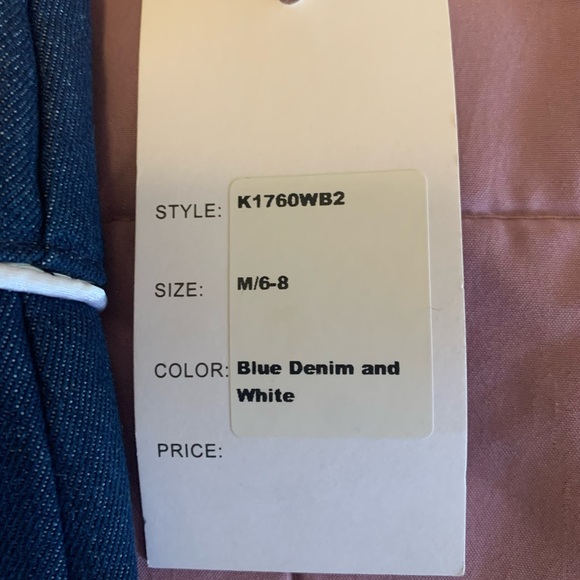 STYLE: K1760WB2
SIZE: M/6-8
COLOR: Blue Denim and
White
PRICE: